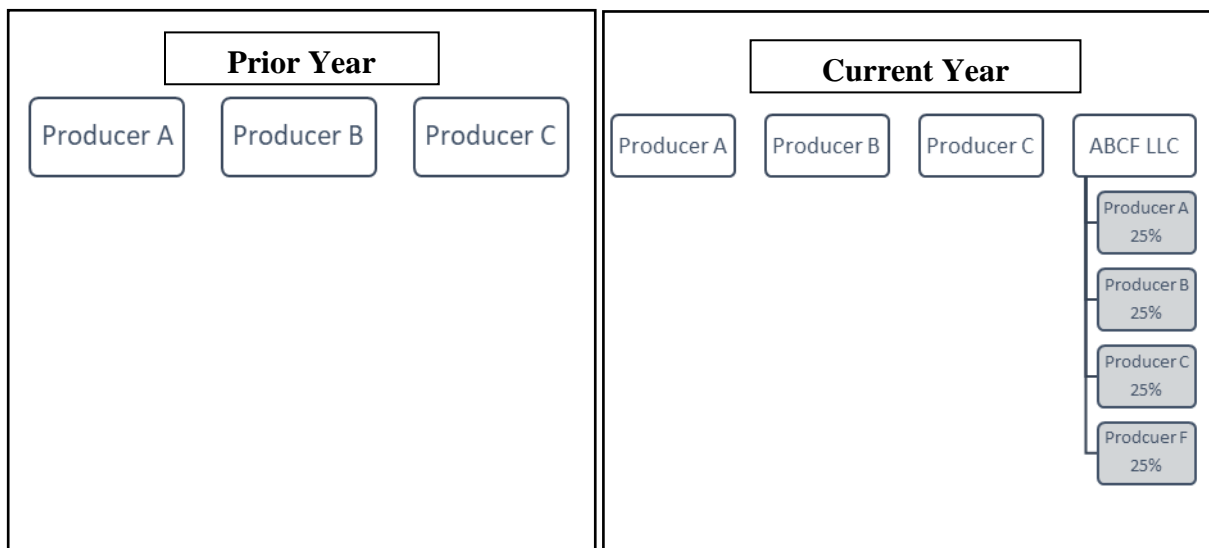 Prior Year
Producer A
Producer B
Producer C
Current Year
Producer A
Producer B
Producer C
ABCF LLC
Producer A
25%
Producer B
25%
Producer C
25%
Prodcuer F
25%